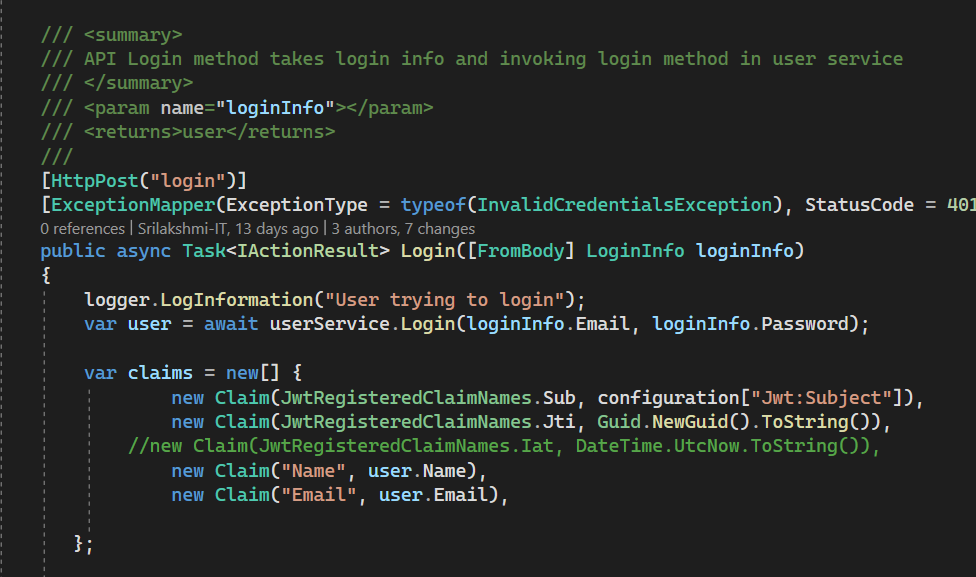 /// <summary>
/// API Login method takes login info and invoking login method in user service
/// </summary>
/// <param name="loginInfo"></param>
/// <returns>user</returns>
///
[HttpPost("login")]
[ExceptionMapper(ExceptionType = typeof(InvalidCredentialsException), StatusCode = 401
0 references | Srilakshmi-IT, 13 days ago | 3 authors, 7 changes
public async Task<IActionResult> Login([FromBody] LoginInfo loginInfo)
{
logger.LogInformation("User trying to login");
var user = await userService.Login(loginInfo.Email, loginInfo.Password);
var claims = new[] {
new Claim(JwtRegisteredClaimNames.Sub, configuration["Jwt:Subject"]),
new Claim(JwtRegisteredClaimNames.Jti, Guid.NewGuid().ToString()),
//new Claim(JwtRegisteredClaimNames.Iat, DateTime.UtcNow.ToString()),
new Claim("Name", user.Name),
new Claim("Email", user.Email),
};